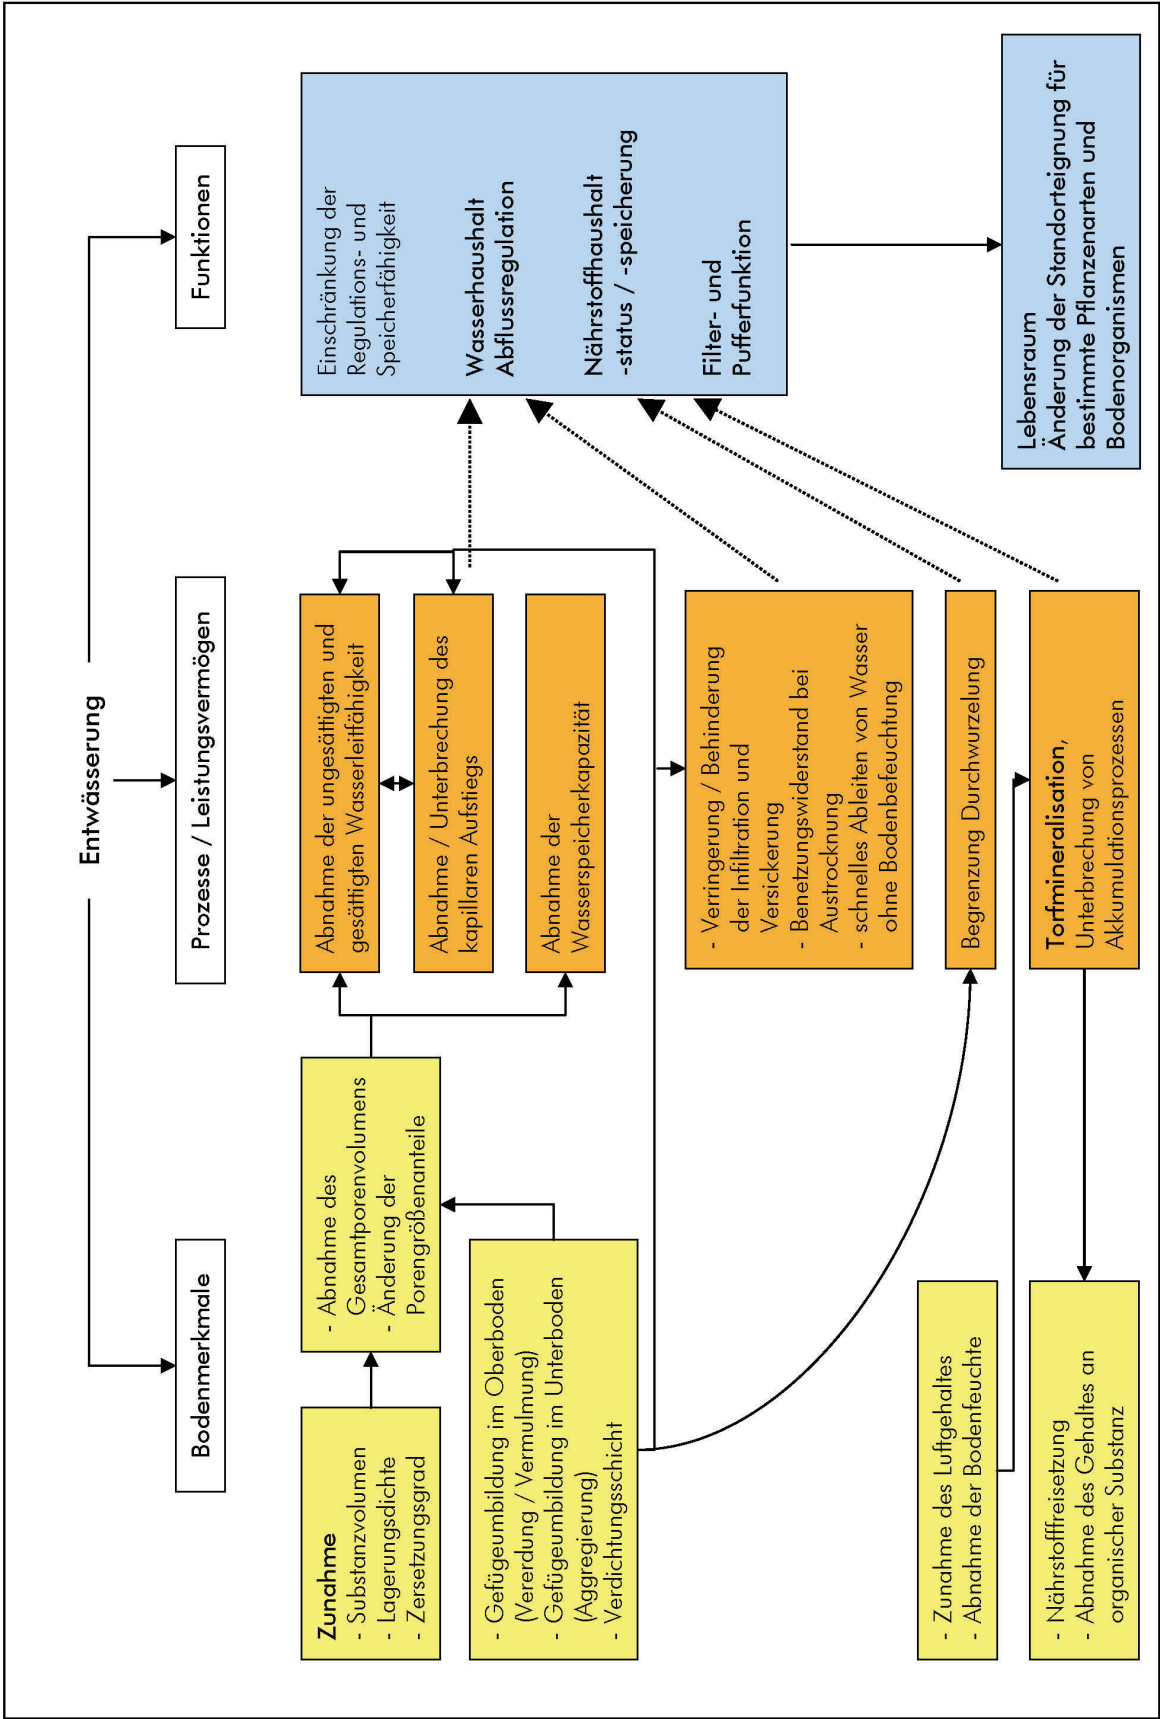 Entwässerung
Bodenmerkmale
Prozesse / Leistungsvermögen
Funktionen
Zunahme
- Substanzvolumen
- Lagerungsdichte
- Zersetzungsgrad
- Abnahme des
Gesamtporenvolumens
- Änderung der
Porengrößenanteile
- Gefügeumbildung im Oberboden
(Vererdung / Vermulmung)
- Gefügeumbildung im Unterboden
(Aggregierung)
- Verdichtungsschicht
- Zunahme des Luftgehaltes
- Abnahme der Bodenfeuchte
- Nährstofffreisetzung
- Abnahme des Gehaltes an
organischer Substanz
Abnahme der ungesättigten und
gesättigten Wasserleitfähigkeit
Abnahme / Unterbrechung des
kapillaren Aufstiegs
Abnahme der
Wasserspeicherkapazität
- Verringerung / Behinderung
der Infiltration und
Versickerung
- Benetzungswiderstand bei
Austrocknung
- schnelles Ableiten von Wasser
ohne Bodenbefeuchtung
Begrenzung Durchwurzelung
Torfmineralisation,
Unterbrechung von
Akkumulationsprozessen
Einschränkung der
Regulations- und
Speicherfähigkeit
Wasserhaushalt
Abflussregulation
Nährstoffhaushalt
-status / -speicherung
Filter- und
Pufferfunktion
Lebensraum
Änderung der Standorteignung für
bestimmte Pflanzenarten und
Bodenorganismen